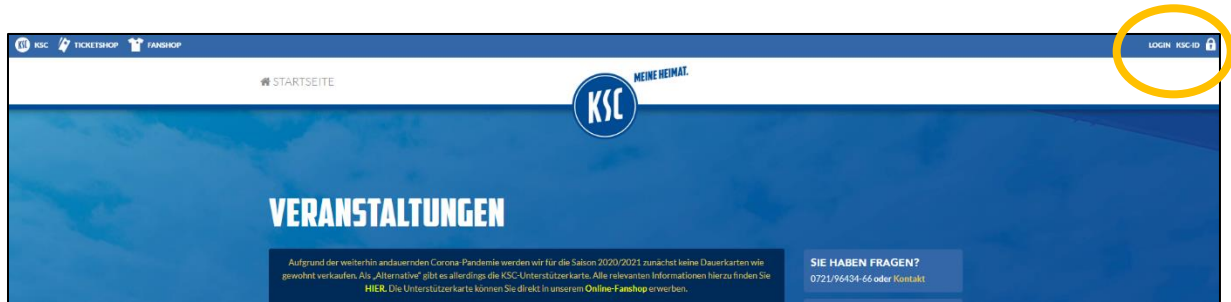 KSC TICKETSHOP FANSHOP LOGIN KSC-ID
STARTSEITE
MEINE HEIMAT.
KSC
VERANSTALTUNGEN
Aufgrund der weiterhin andauernden Corona-Pandemie werden wir für die Saison 2020/2021 zunächst keine Dauerkarten wie
gewohnt verkaufen. Als „Alternative" gibt es allerdings die KSC-Unterstützerkarte. Alle relevanten Informationen hierzu finden Sie
HIER. Die Unterstützerkarte können Sie direkt in unserem Online-Fanshop erwerben.
SIE HABEN FRAGEN?
0721/96434-66 oder Kontakt